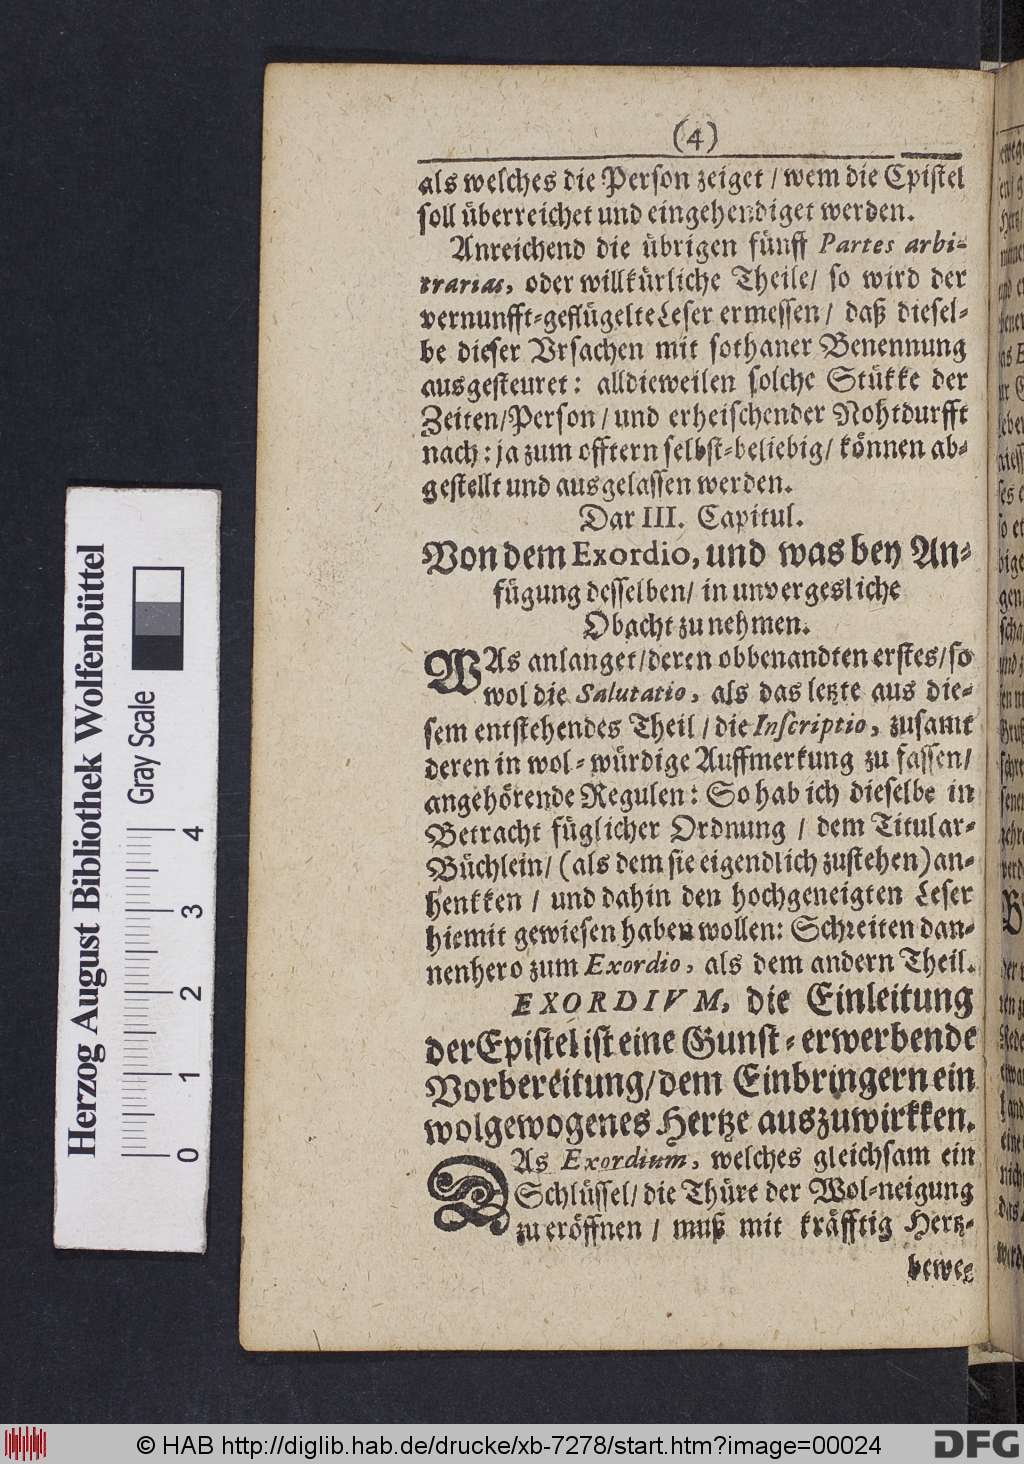 (4)
als welches die Person zeiget / wem die Epistel
soll überreichet und eingehendiget werden.
Anreichend die übrigen fünff Partes arbi-
trarias, oder willkürliche Theile / so wird der
vernunfft-geflügelte Leser ermessen / daß diesel-
be dieser Vrsachen mit sothaner Benennung
ausgesteuret: alldieweilen solche Stükke der
Zeiten / Person / und erheischender Nohtdurfft
nach: ja zum offtern selbst-beliebig / können ab-
gestellt und ausgelassen werden.
Dar III. Capitul.
Von dem Exordio, und was bey An-
fügung desselben / in unvergesliche
Obacht zu nehmen.
WAs anlanget / deren obbenandten erstes / so
wol die Salutatio, als das letzte aus die-
sem entstehendes Theil / die Inscriptio, zusamt
deren in wol-würdige Auffmerkung zu fassen /
angehörende Regulen: So hab ich dieselbe in
Betracht füglicher Ordnung / dem Titular-
Büchlein / (als dem sie eigendlich zustehen) an-
henkken / und dahin den hochgeneigten Leser
hiemit gewiesen haben wollen: Schreiten dan-
nenhero zum Exordio, als dem andern Theil.
EXORDIVM, die Einleitung
der Epistel ist eine Gunst-erwerbende
Vorbereitung / dem Einbringern ein
wolgewogenes Hertze auszuwirkken.
DAs Exordium, welches gleichsam ein
Schlüssel / die Thüre der Wol-neigung
zu eröffnen / muß mit kräfftig Hertz-
bewe-
Herzog August Bibliothek Wolfenbüttel
Gray Scale
0 1 2 3 4
© HAB http://diglib.hab.de/drucke/xb-7278/start.htm?image=00024
DFG